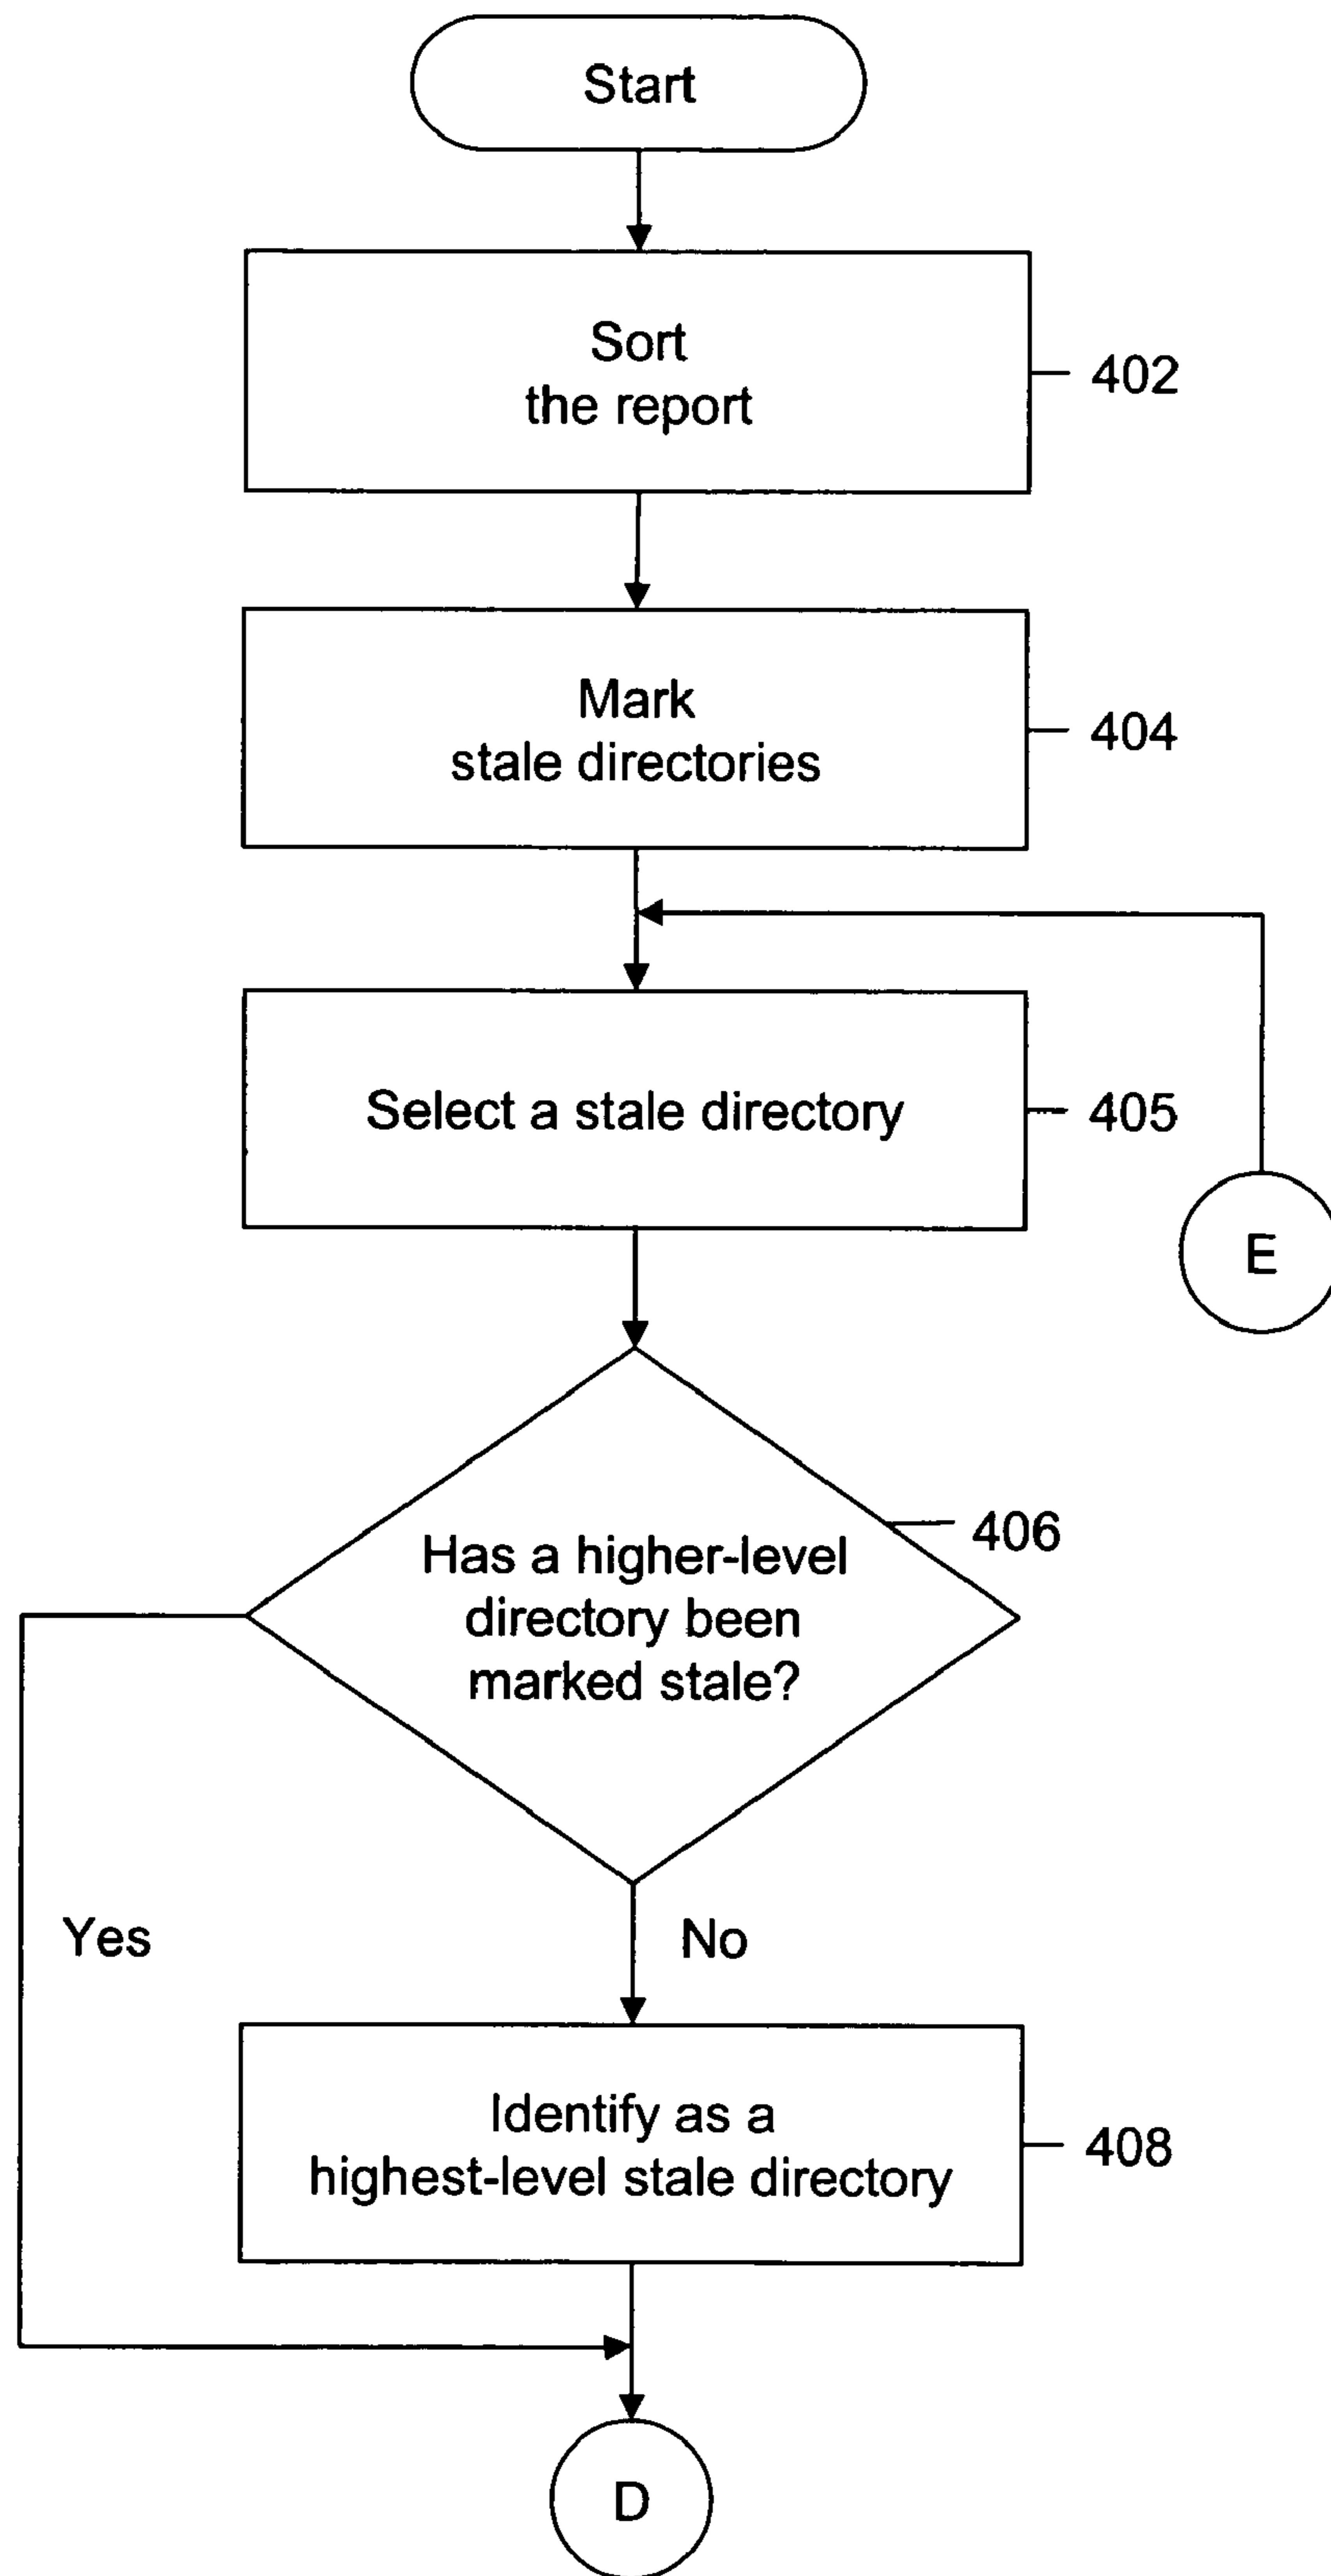 Start
Sort
the report
402
Mark
stale directories
404
Select a stale directory
405
E
Has a higher-level
directory been
marked stale?
406
Yes
No
Identify as a
highest-level stale directory
408
D